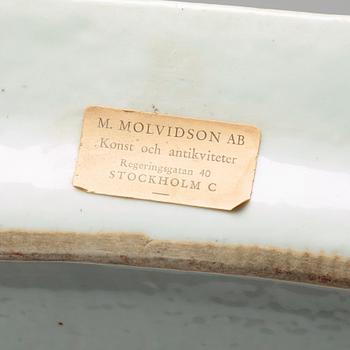 M. MOLVIDSON AB
Konst och antikviteter
Regeringsgatan 40
STOCKHOLM C